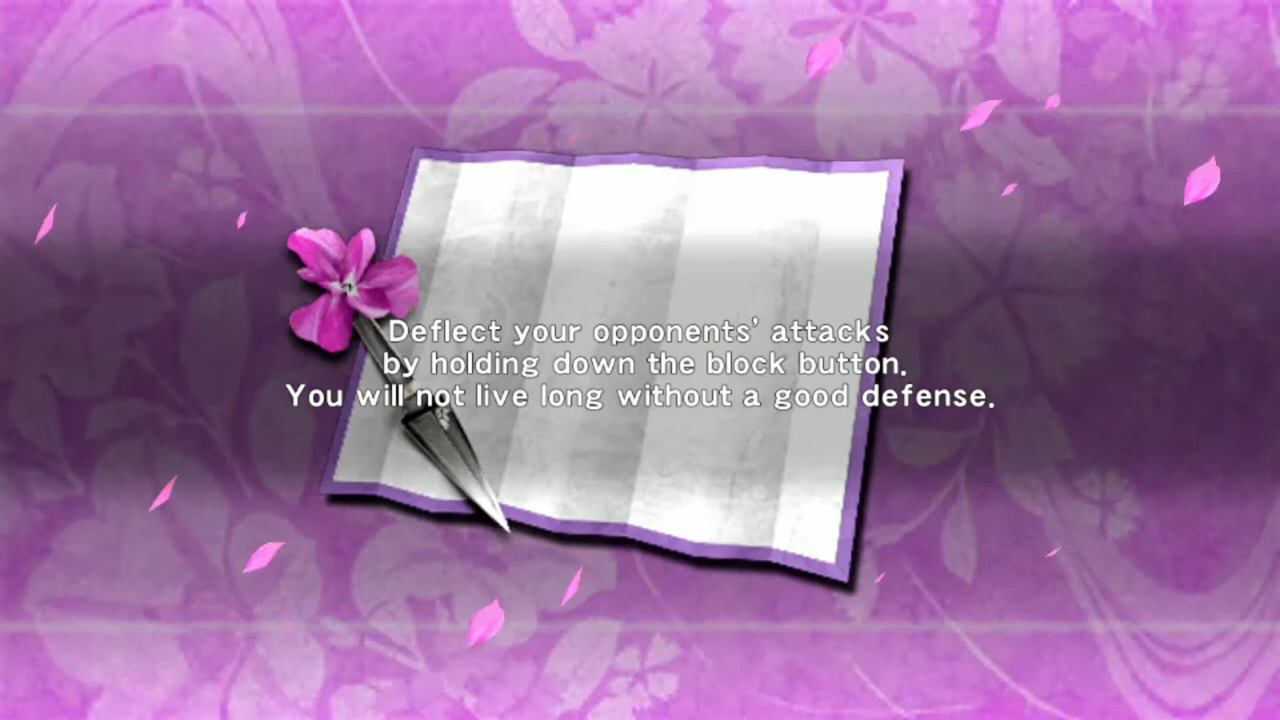 Deflect your opponents' attacks
by holding down the block button.
You will not live long without a good defense.